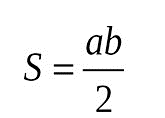 S = ab/2